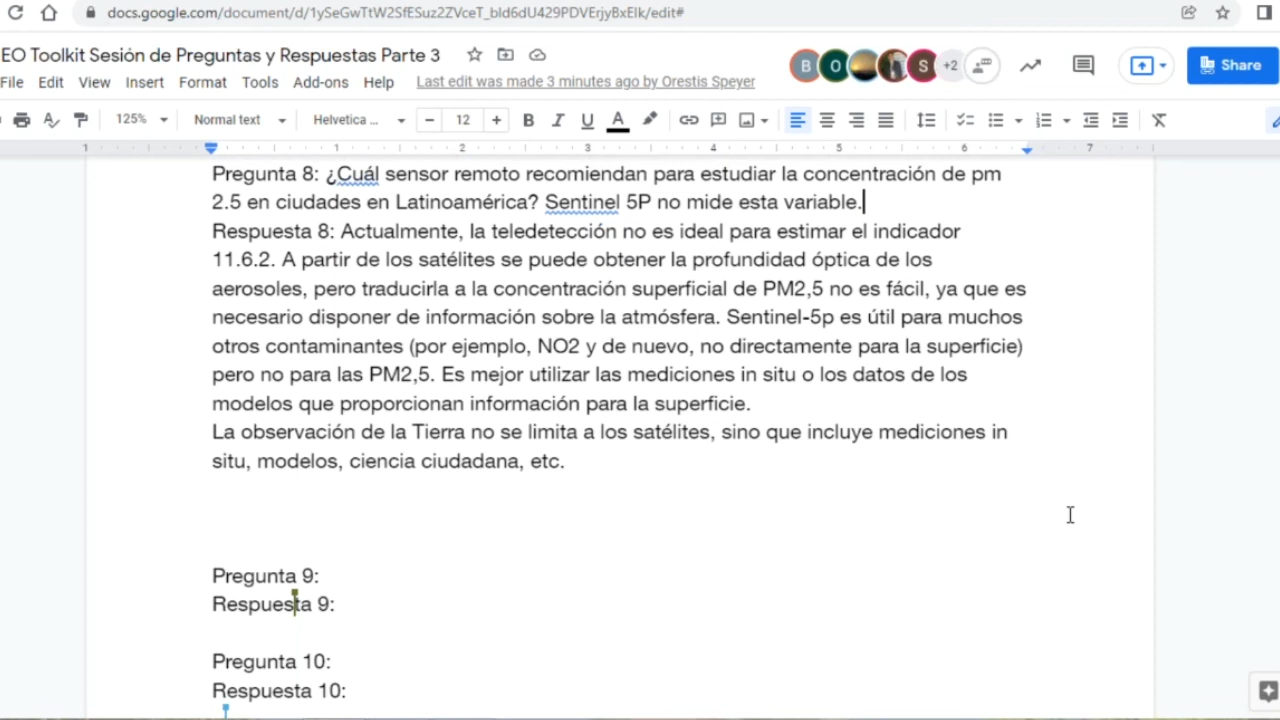 docs.google.com/document/d/1ySeGwTtW2SfESuz2ZVceT_bld6dU429PDVErjyBxElk/edit#
EO Toolkit Sesión de Preguntas y Respuestas Parte 3
B O S +2 Share
File Edit View Insert Format Tools Add-ons Help Last edit was made 3 minutes ago by Orestis Speyer
125% Normal text Helvetica ... 12 B I U A
1 1 2 3 4 5 6 7
Pregunta 8: ¿Cuál sensor remoto recomiendan para estudiar la concentración de pm
2.5 en ciudades en Latinoamérica? Sentinel 5P no mide esta variable.
Respuesta 8: Actualmente, la teledetección no es ideal para estimar el indicador
11.6.2. A partir de los satélites se puede obtener la profundidad óptica de los
aerosoles, pero traducirla a la concentración superficial de PM2,5 no es fácil, ya que es
necesario disponer de información sobre la atmósfera. Sentinel-5p es útil para muchos
otros contaminantes (por ejemplo, NO2 y de nuevo, no directamente para la superficie)
pero no para las PM2,5. Es mejor utilizar las mediciones in situ o los datos de los
modelos que proporcionan información para la superficie.
La observación de la Tierra no se limita a los satélites, sino que incluye mediciones in
situ, modelos, ciencia ciudadana, etc.
Pregunta 9:
Respuesta 9:
Pregunta 10:
Respuesta 10: